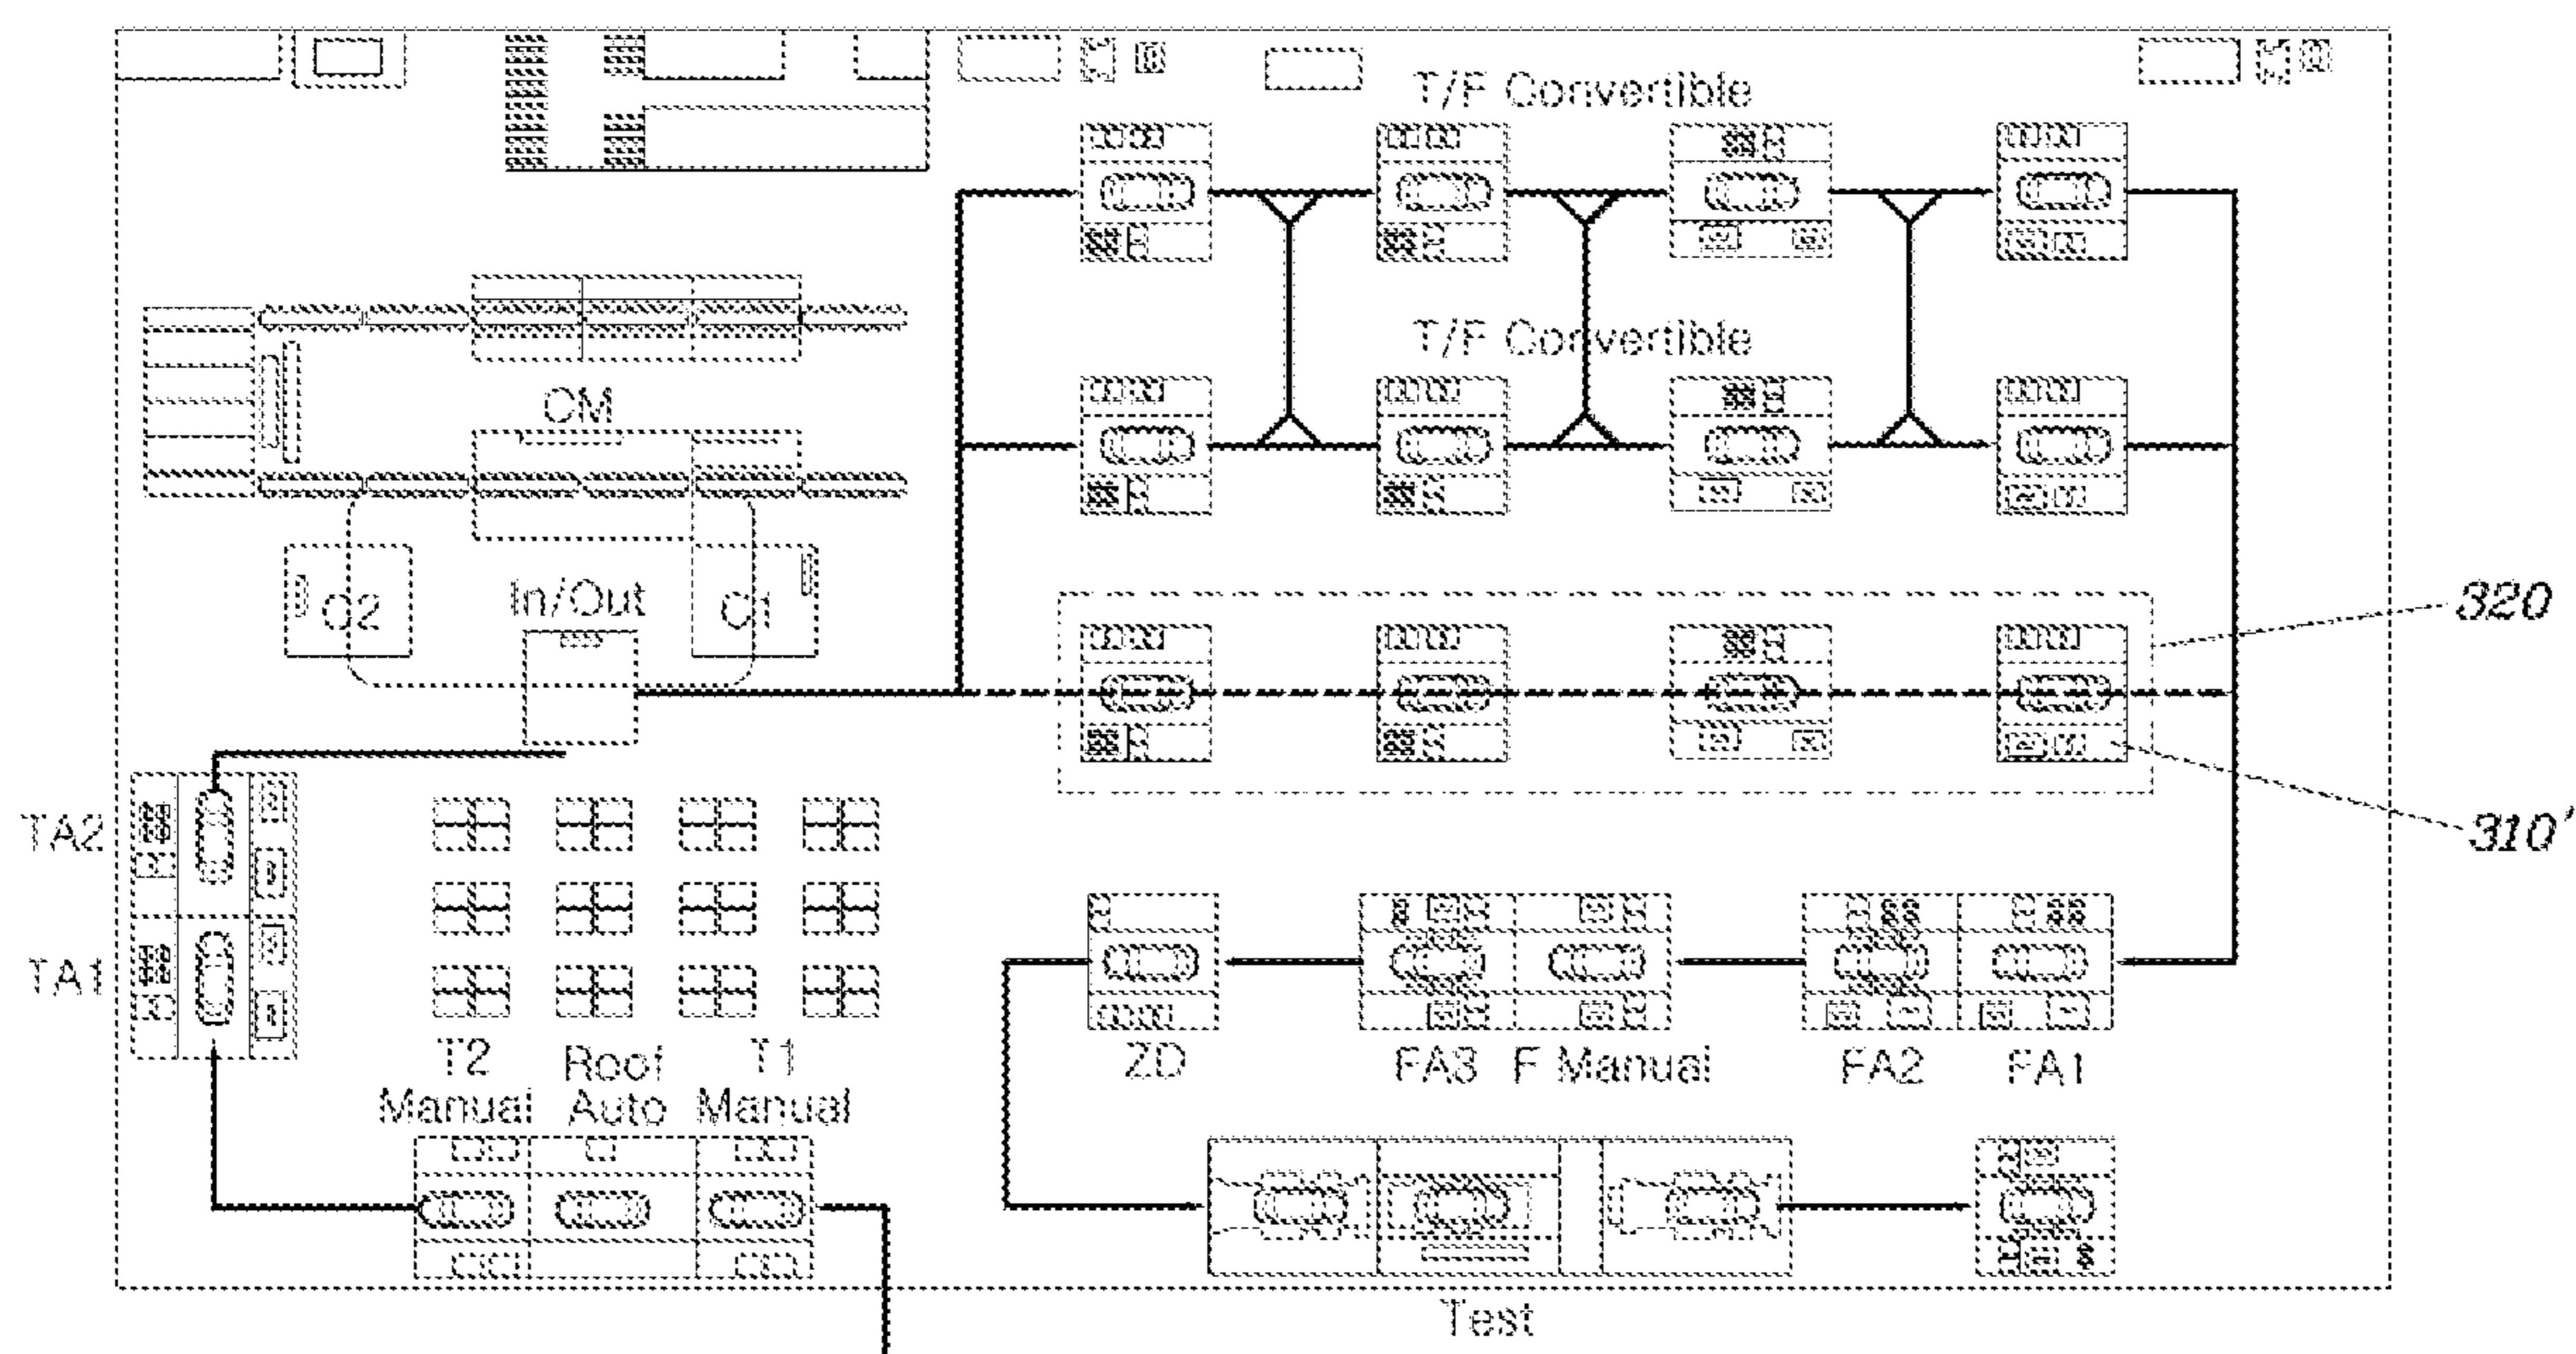 T/F Convertible
T/F Convertible
CM
C2
In/Out
C1
320
310'
TA2
TA1
T2 Manual
Roof Auto
T1 Manual
ZD
FA3
F Manual
FA2
FA1
Test